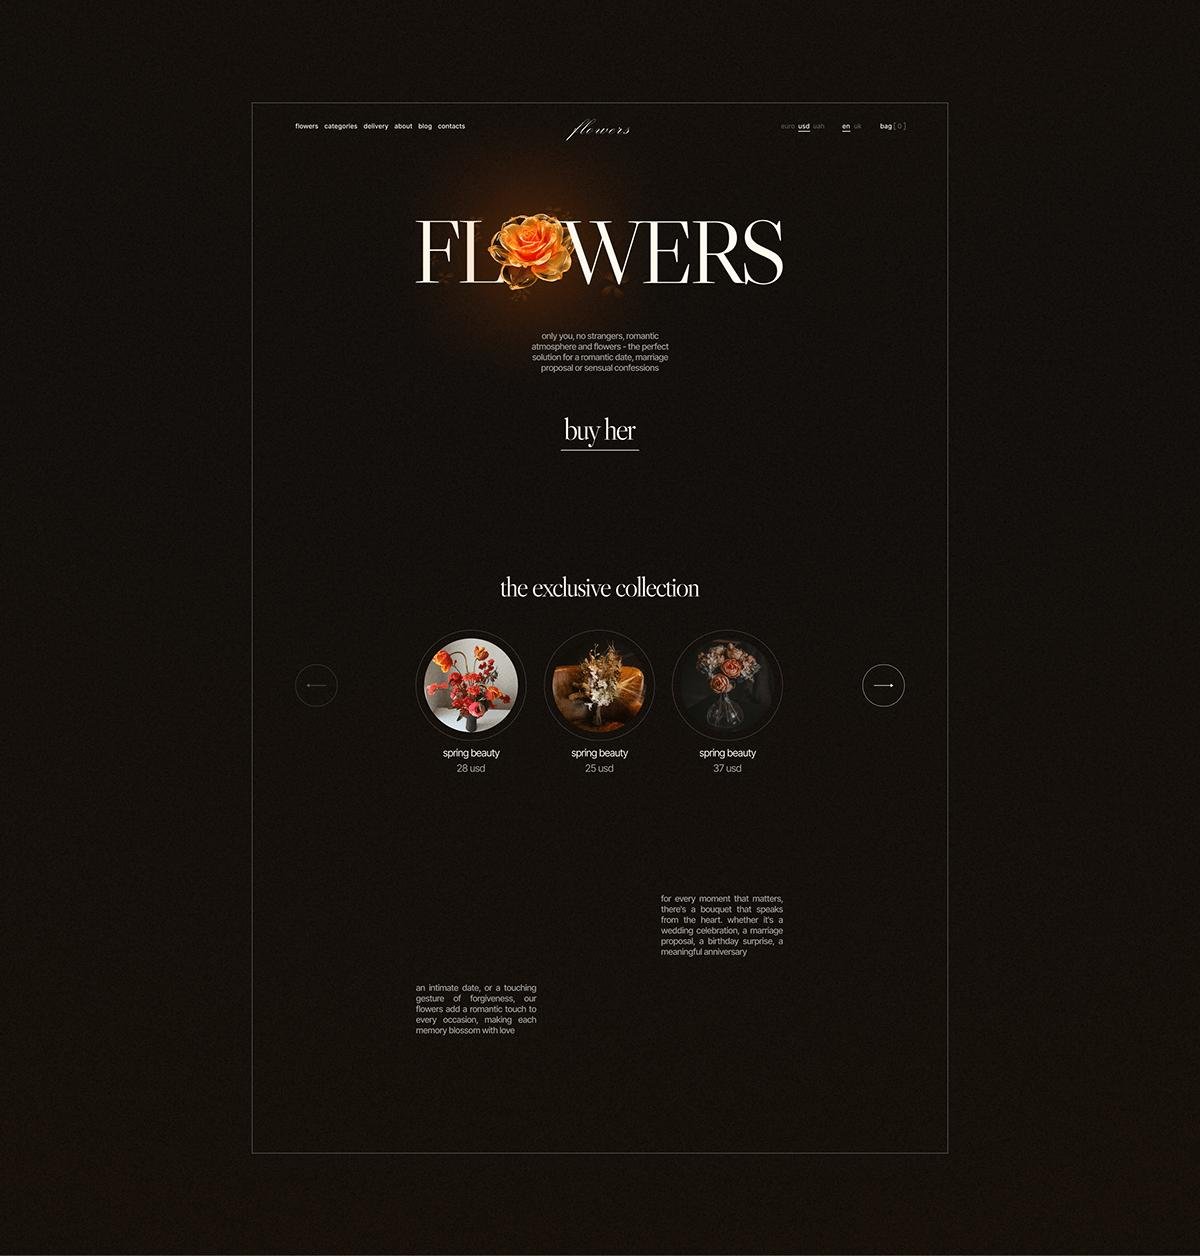 flowers categories delivery about blog contacts
flowers
euro usd uah en uk bag [ 0 ]
FLOWERS
only you, no strangers, romantic
atmosphere and flowers - the perfect
solution for a romantic date, marriage
proposal or sensual confessions
buy her
the exclusive collection
spring beauty
28 usd
spring beauty
25 usd
spring beauty
37 usd
for every moment that matters,
there's a bouquet that speaks
from the heart. whether it's a
wedding celebration, a marriage
proposal, a birthday surprise, a
meaningful anniversary
an intimate date, or a touching
gesture of forgiveness, our
flowers add a romantic touch to
every occasion, making each
memory blossom with love